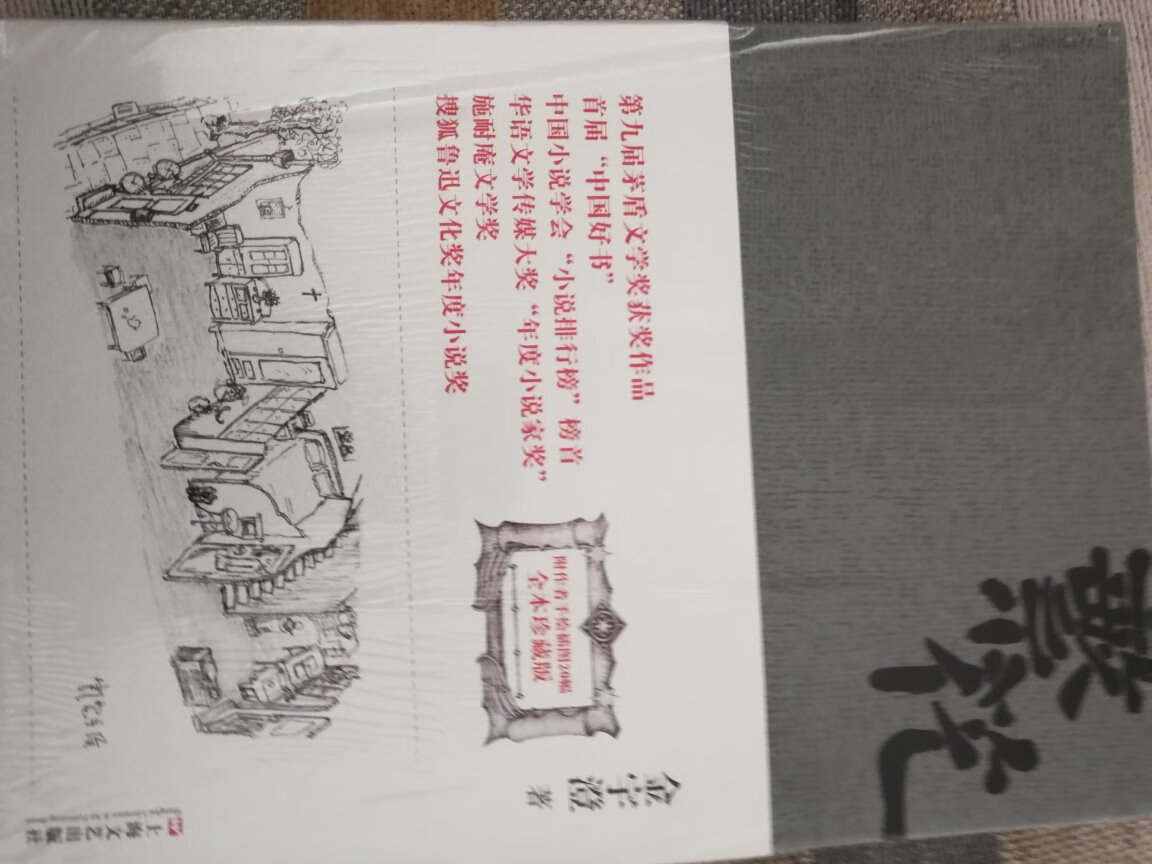 繁花
金宇澄 著
第九届茅盾文学奖获奖作品
首届“中国好书”
中国小说学会“小说排行榜”榜首
华语文学传媒大奖“年度小说家奖”
施耐庵文学奖
搜狐鲁迅文化奖年度小说奖
附作者手绘插图20幅
全本珍藏版
上海文艺出版社